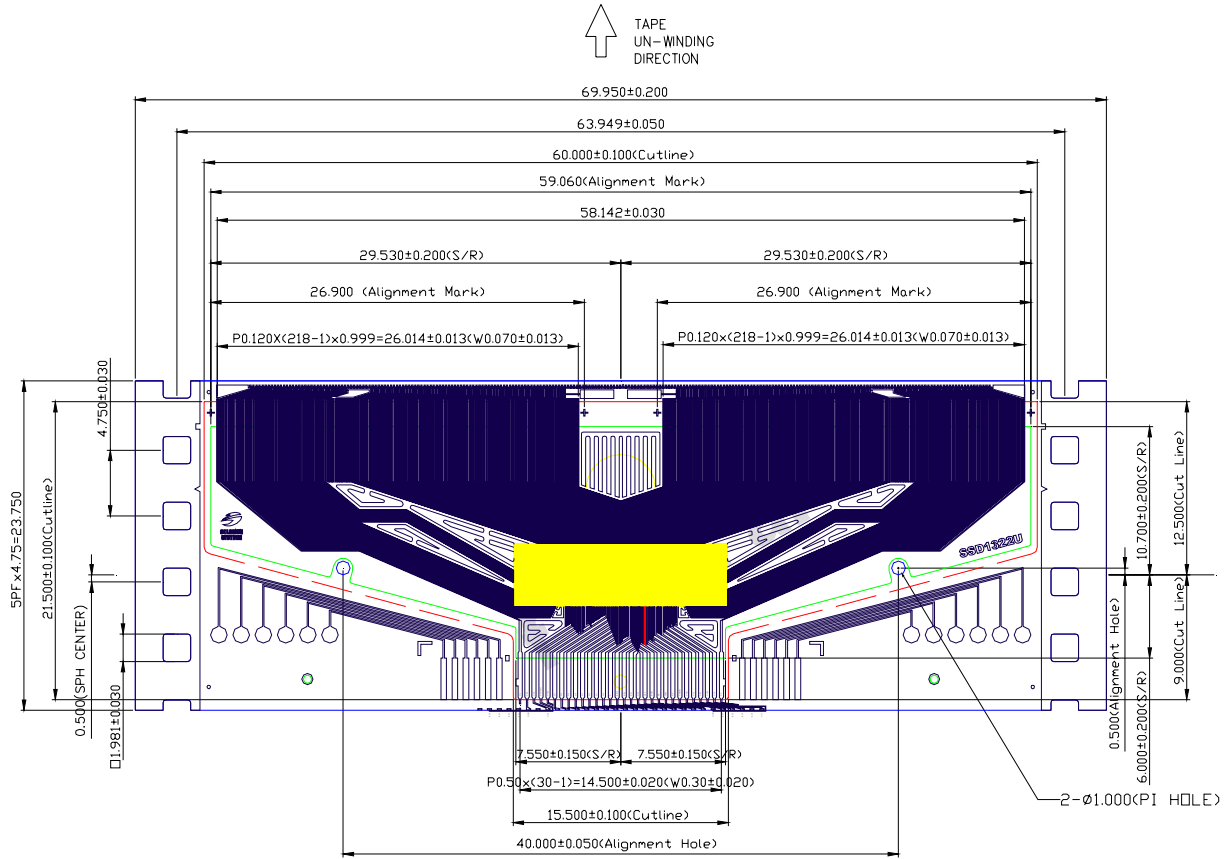 TAPE
UN-WINDING
DIRECTION
69.950±0.200
63.949±0.050
60.000±0.100(Cutline)
59.060(Alignment Mark)
58.142±0.030
29.530±0.200(S/R)
29.530±0.200(S/R)
26.900 (Alignment Mark)
26.900 (Alignment Mark)
P0.120X(218-1)x0.999=26.014±0.013(W0.070±0.013)
P0.120x(218-1)x0.999=26.014±0.013(W0.070±0.013)
5PFx4.75=23.750
21.500±0.100(Cutline)
4.750±0.030
0.500(SPH CENTER)
□1.981±0.030
SSD1322U
10.700±0.200(S/R)
12.500(Cut Line)
9.000(Cut Line)
0.500(Alignment Hole)
6.000±0.200(S/R)
7.550±0.150(S/R)
7.550±0.150(S/R)
P0.50x(30-1)=14.500±0.020(W0.30±0.020)
2-Ø1.000(PI HOLE)
15.500±0.100(Cutline)
40.000±0.050(Alignment Hole)